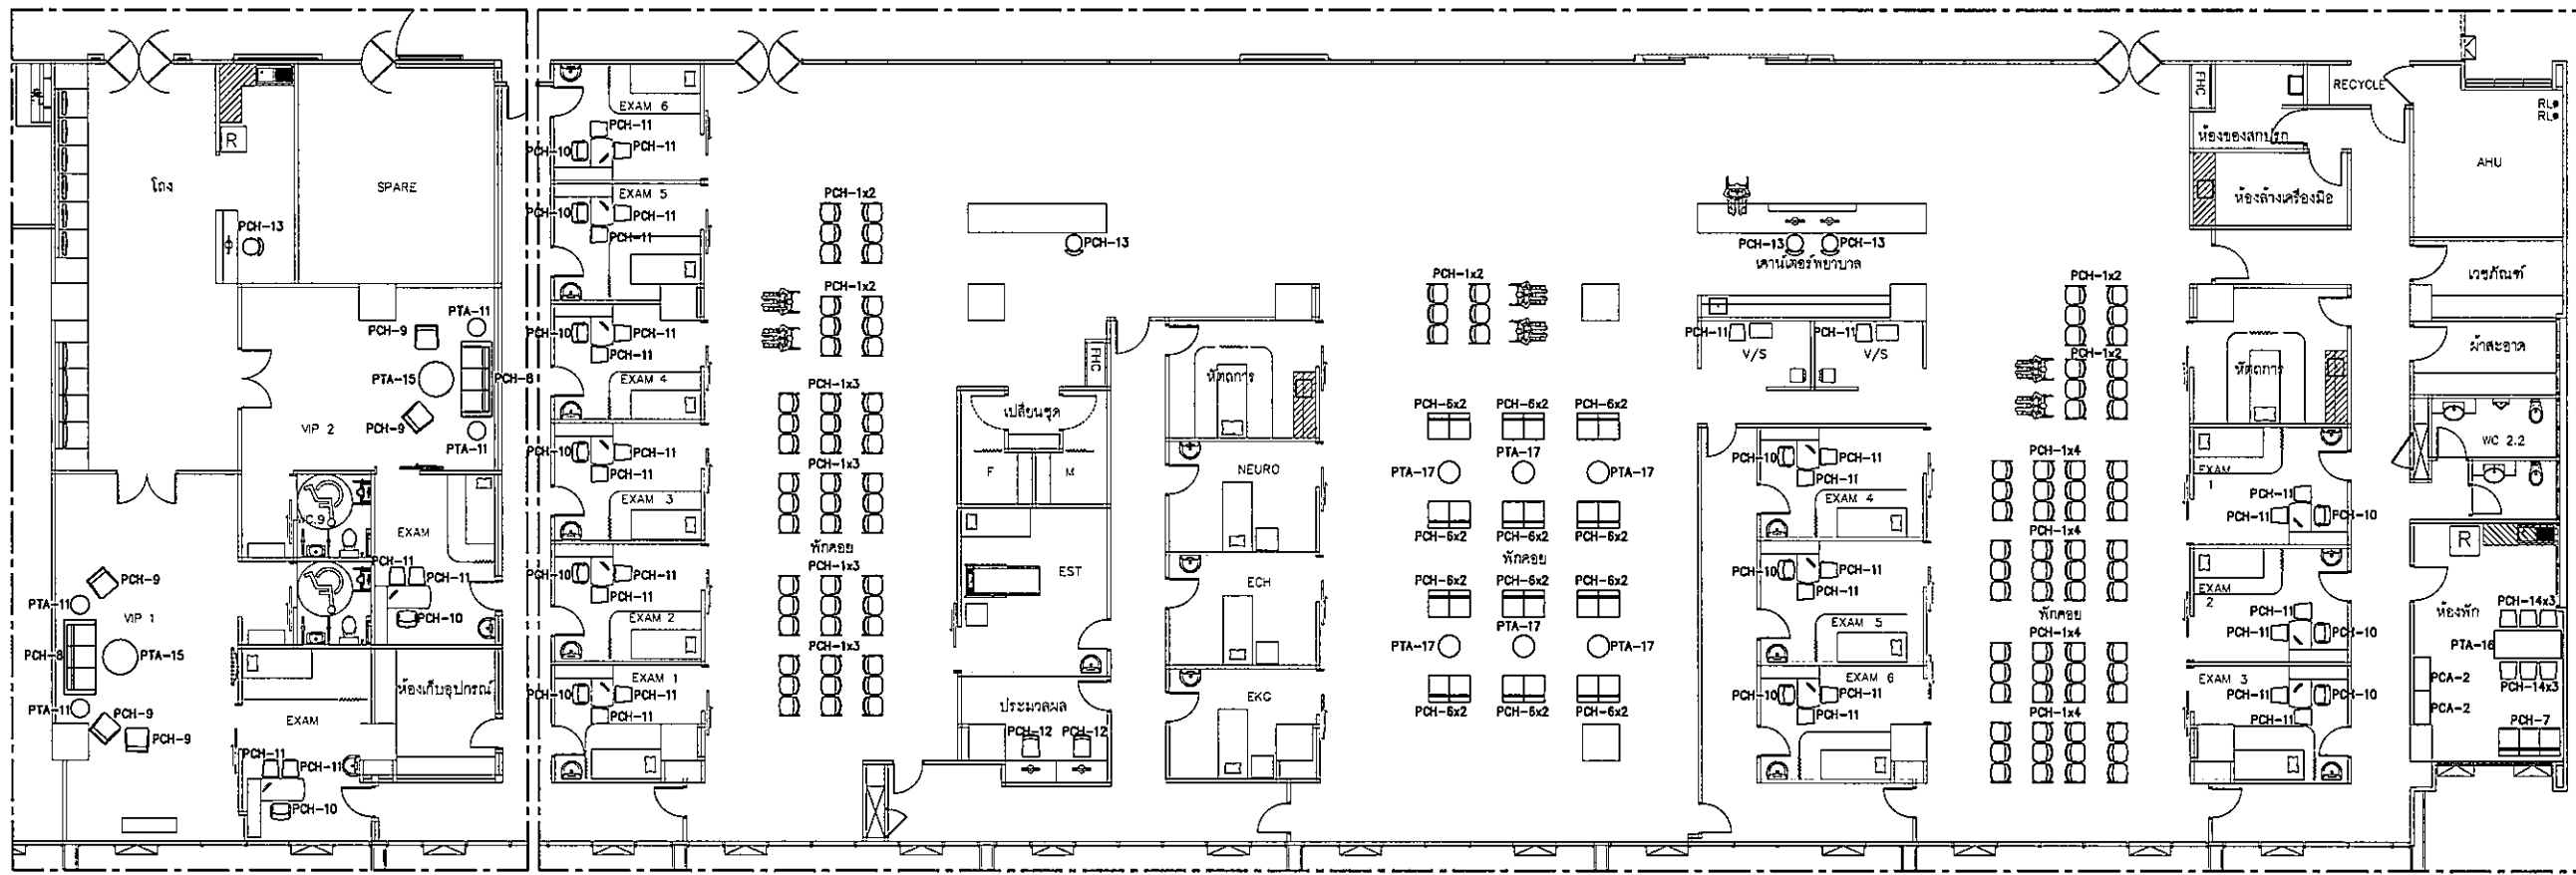 โถง
R
SPARE
PCH-13
PTA-11
PCH-9
PTA-15
PCH-8
PCH-9
PTA-11
VIP 2
WC.9
EXAM
PCH-11
PCH-11
PCH-10
PCH-9
PTA-11
VIP 1
PCH-8
PTA-15
PTA-11
PCH-9
PCH-9
ห้องเก็บอุปกรณ์
EXAM
PCH-11
PCH-11
PCH-10
EXAM 6
PCH-11
PCH-10
PCH-11
EXAM 5
PCH-10
PCH-11
PCH-11
PCH-10
PCH-11
PCH-11
EXAM 4
PCH-10
PCH-11
PCH-11
EXAM 3
PCH-10
PCH-11
PCH-11
EXAM 2
EXAM 1
PCH-10
PCH-11
PCH-11
PCH-1x2
PCH-1x2
PCH-1x3
PCH-1x3
พักคอย
PCH-1x3
PCH-1x3
PCH-13
FHC
เปลี่ยนชุด
F
M
EST
ประมวลผล
PCH-12
PCH-12
หัตถการ
NEURO
ECH
EKG
PCH-1x2
PCH-6x2
PCH-6x2
PCH-6x2
PTA-17
PTA-17
PTA-17
PCH-6x2
PCH-6x2
PCH-6x2
พักคอย
PCH-6x2
PCH-6x2
PCH-6x2
PTA-17
PTA-17
PTA-17
PCH-6x2
PCH-6x2
PCH-6x2
PCH-13
PCH-13
เคาน์เตอร์พยาบาล
PCH-11
PCH-11
V/S
V/S
PCH-10
PCH-11
PCH-11
EXAM 4
PCH-10
PCH-11
PCH-11
EXAM 5
EXAM 6
PCH-10
PCH-11
PCH-11
PCH-1x2
PCH-1x2
PCH-1x4
PCH-1x4
พักคอย
PCH-1x4
PCH-1x4
FHC
RECYCLE
ห้องของสกปรก
ห้องล้างเครื่องมือ
RL
RL
AHU
เวชภัณฑ์
ผ้าสะอาด
หัตถการ
WC 2.2
EXAM
1
PCH-11
PCH-11
PCH-10
EXAM
2
PCH-11
PCH-11
PCH-10
EXAM 3
PCH-11
PCH-10
PCH-11
R
ห้องพัก
PCH-14x3
PTA-16
PCH-14x3
PCA-2
PCA-2
PCH-7